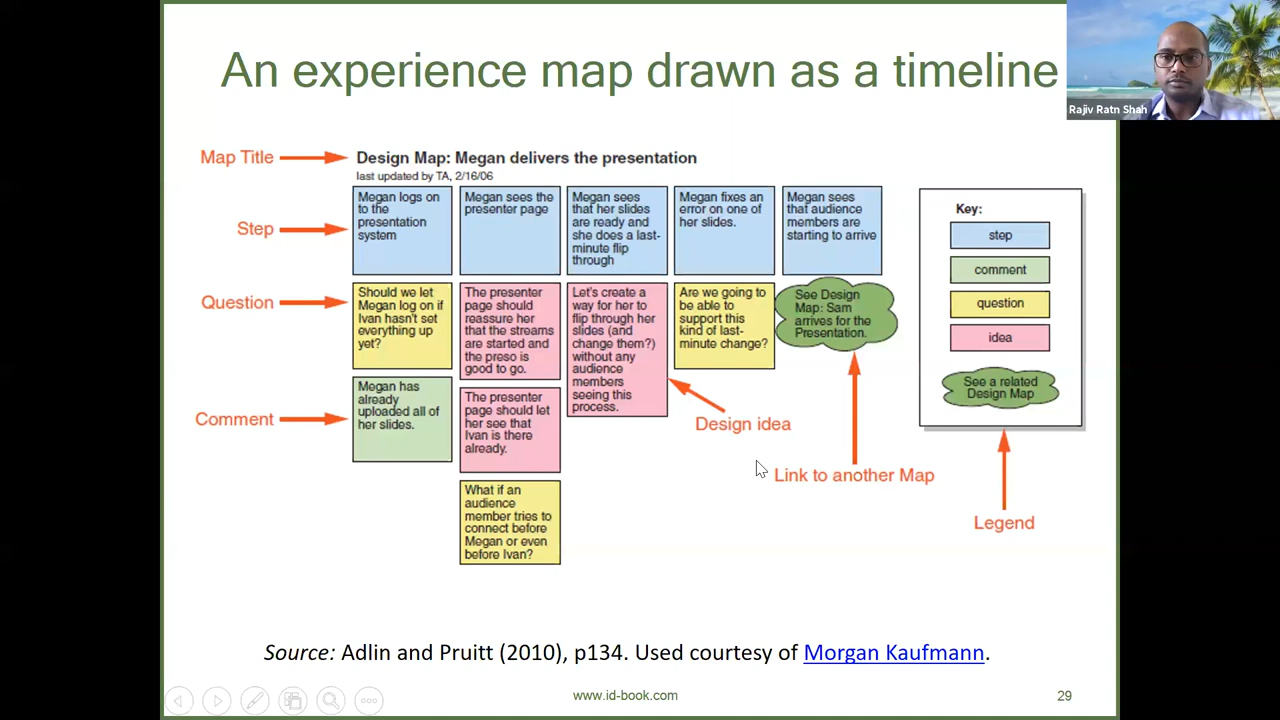 An experience map drawn as a timeline
Rajiv Ratn Shah
Map Title
Design Map: Megan delivers the presentation
last updated by TA, 2/16/06
Step
Megan logs on
to the
presentation
system
Megan sees the
presenter page
Megan sees
that her slides
are ready and
she does a last-
minute flip
through
Megan fixes an
error on one of
her slides.
Megan sees
that audience
members are
starting to arrive
Question
Should we let
Megan log on if
Ivan hasn't set
everything up
yet?
The presenter
page should
reassure her
that the streams
are started and
the preso is
good to go.
Let's create a
way for her to
flip through her
slides (and
change them?)
without any
audience
members
seeing this
process.
Are we going to
be able to
support this
kind of last-
minute change?
See Design
Map: Sam
arrives for the
Presentation.
Comment
Megan has
already
uploaded all of
her slides.
The presenter
page should let
her see that
Ivan is there
already.
What if an
audience
member tries to
connect before
Megan or even
before Ivan?
Design idea
Link to another Map
Key:
step
comment
question
idea
See a related
Design Map
Legend
Source: Adlin and Pruitt (2010), p134. Used courtesy of Morgan Kaufmann.
www.id-book.com
29